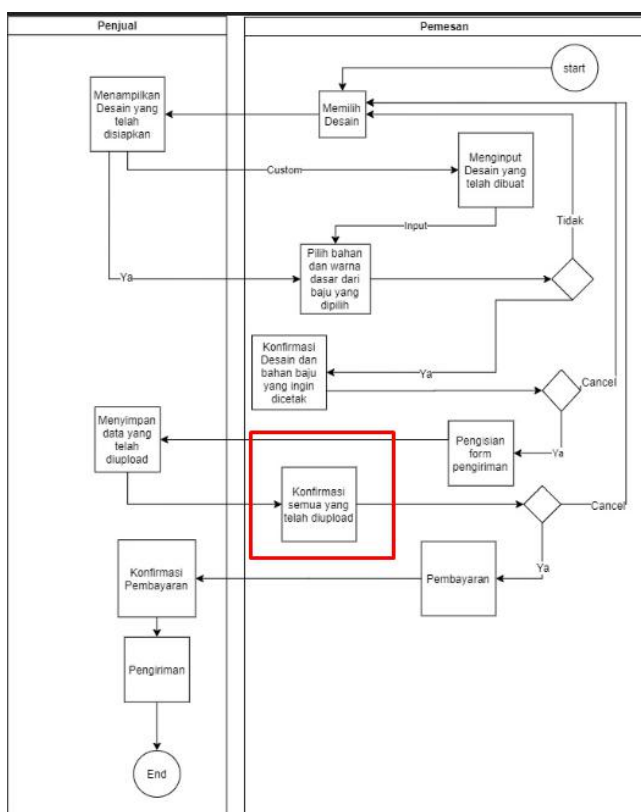 Penjual
Pemesan
start
Menampilkan
Desain yang
telah
disiapkan
Memilih
Desain
Custom
Menginput
Desain yang
telah dibuat
Input
Tidak
Ya
Pilih bahan
dan warna
dasar dari
baju yang
dipilih
Konfirmasi
Desain dan
bahan baju
yang ingin
dicetak
Ya
Cancel
Menyimpan
data yang
telah
diupload
Pengisian
form
pengiriman
Ya
Konfirmasi
semua yang
telah diupload
Cancel
Konfirmasi
Pembayaran
Pembayaran
Ya
Pengiriman
End